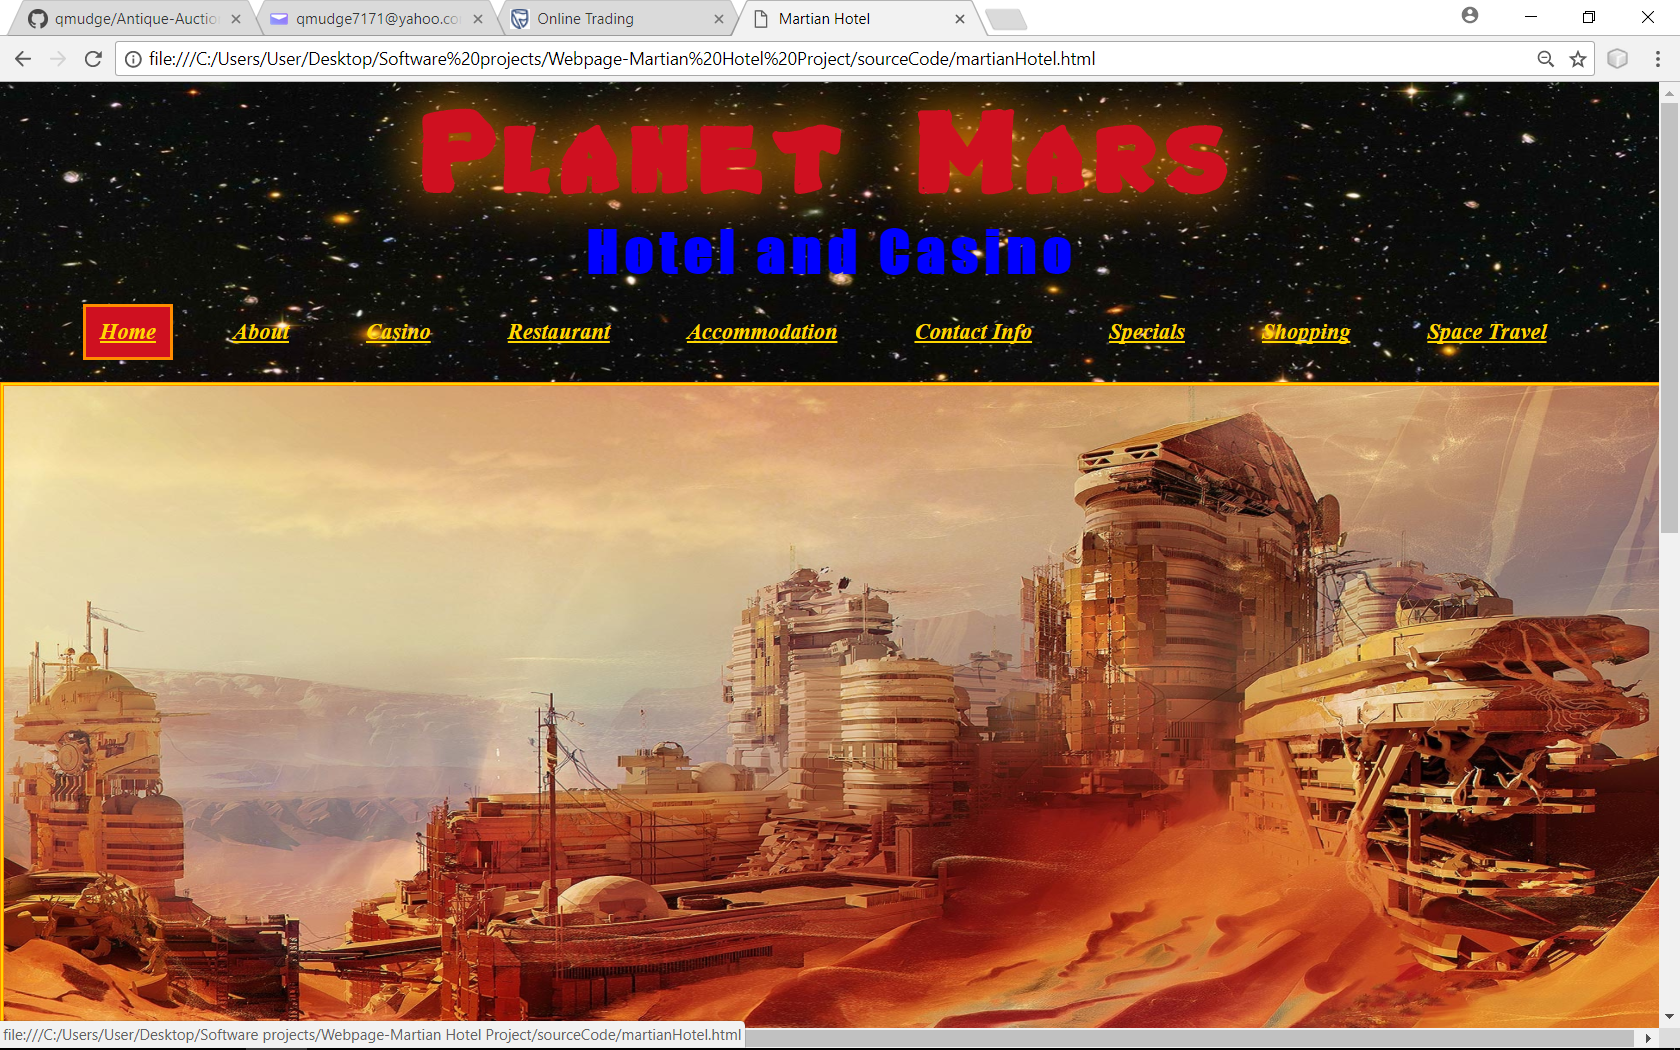 qmudge/Antique-Auctio
qmudge7171@yahoo.co
Online Trading
Martian Hotel
file:///C:/Users/User/Desktop/Software%20projects/Webpage-Martian%20Hotel%20Project/sourceCode/martianHotel.html
Planet Mars
Hotel and Casino
Home About Casino Restaurant Accommodation Contact Info Specials Shopping Space Travel
file:///C:/Users/User/Desktop/Software projects/Webpage-Martian Hotel Project/sourceCode/martianHotel.html